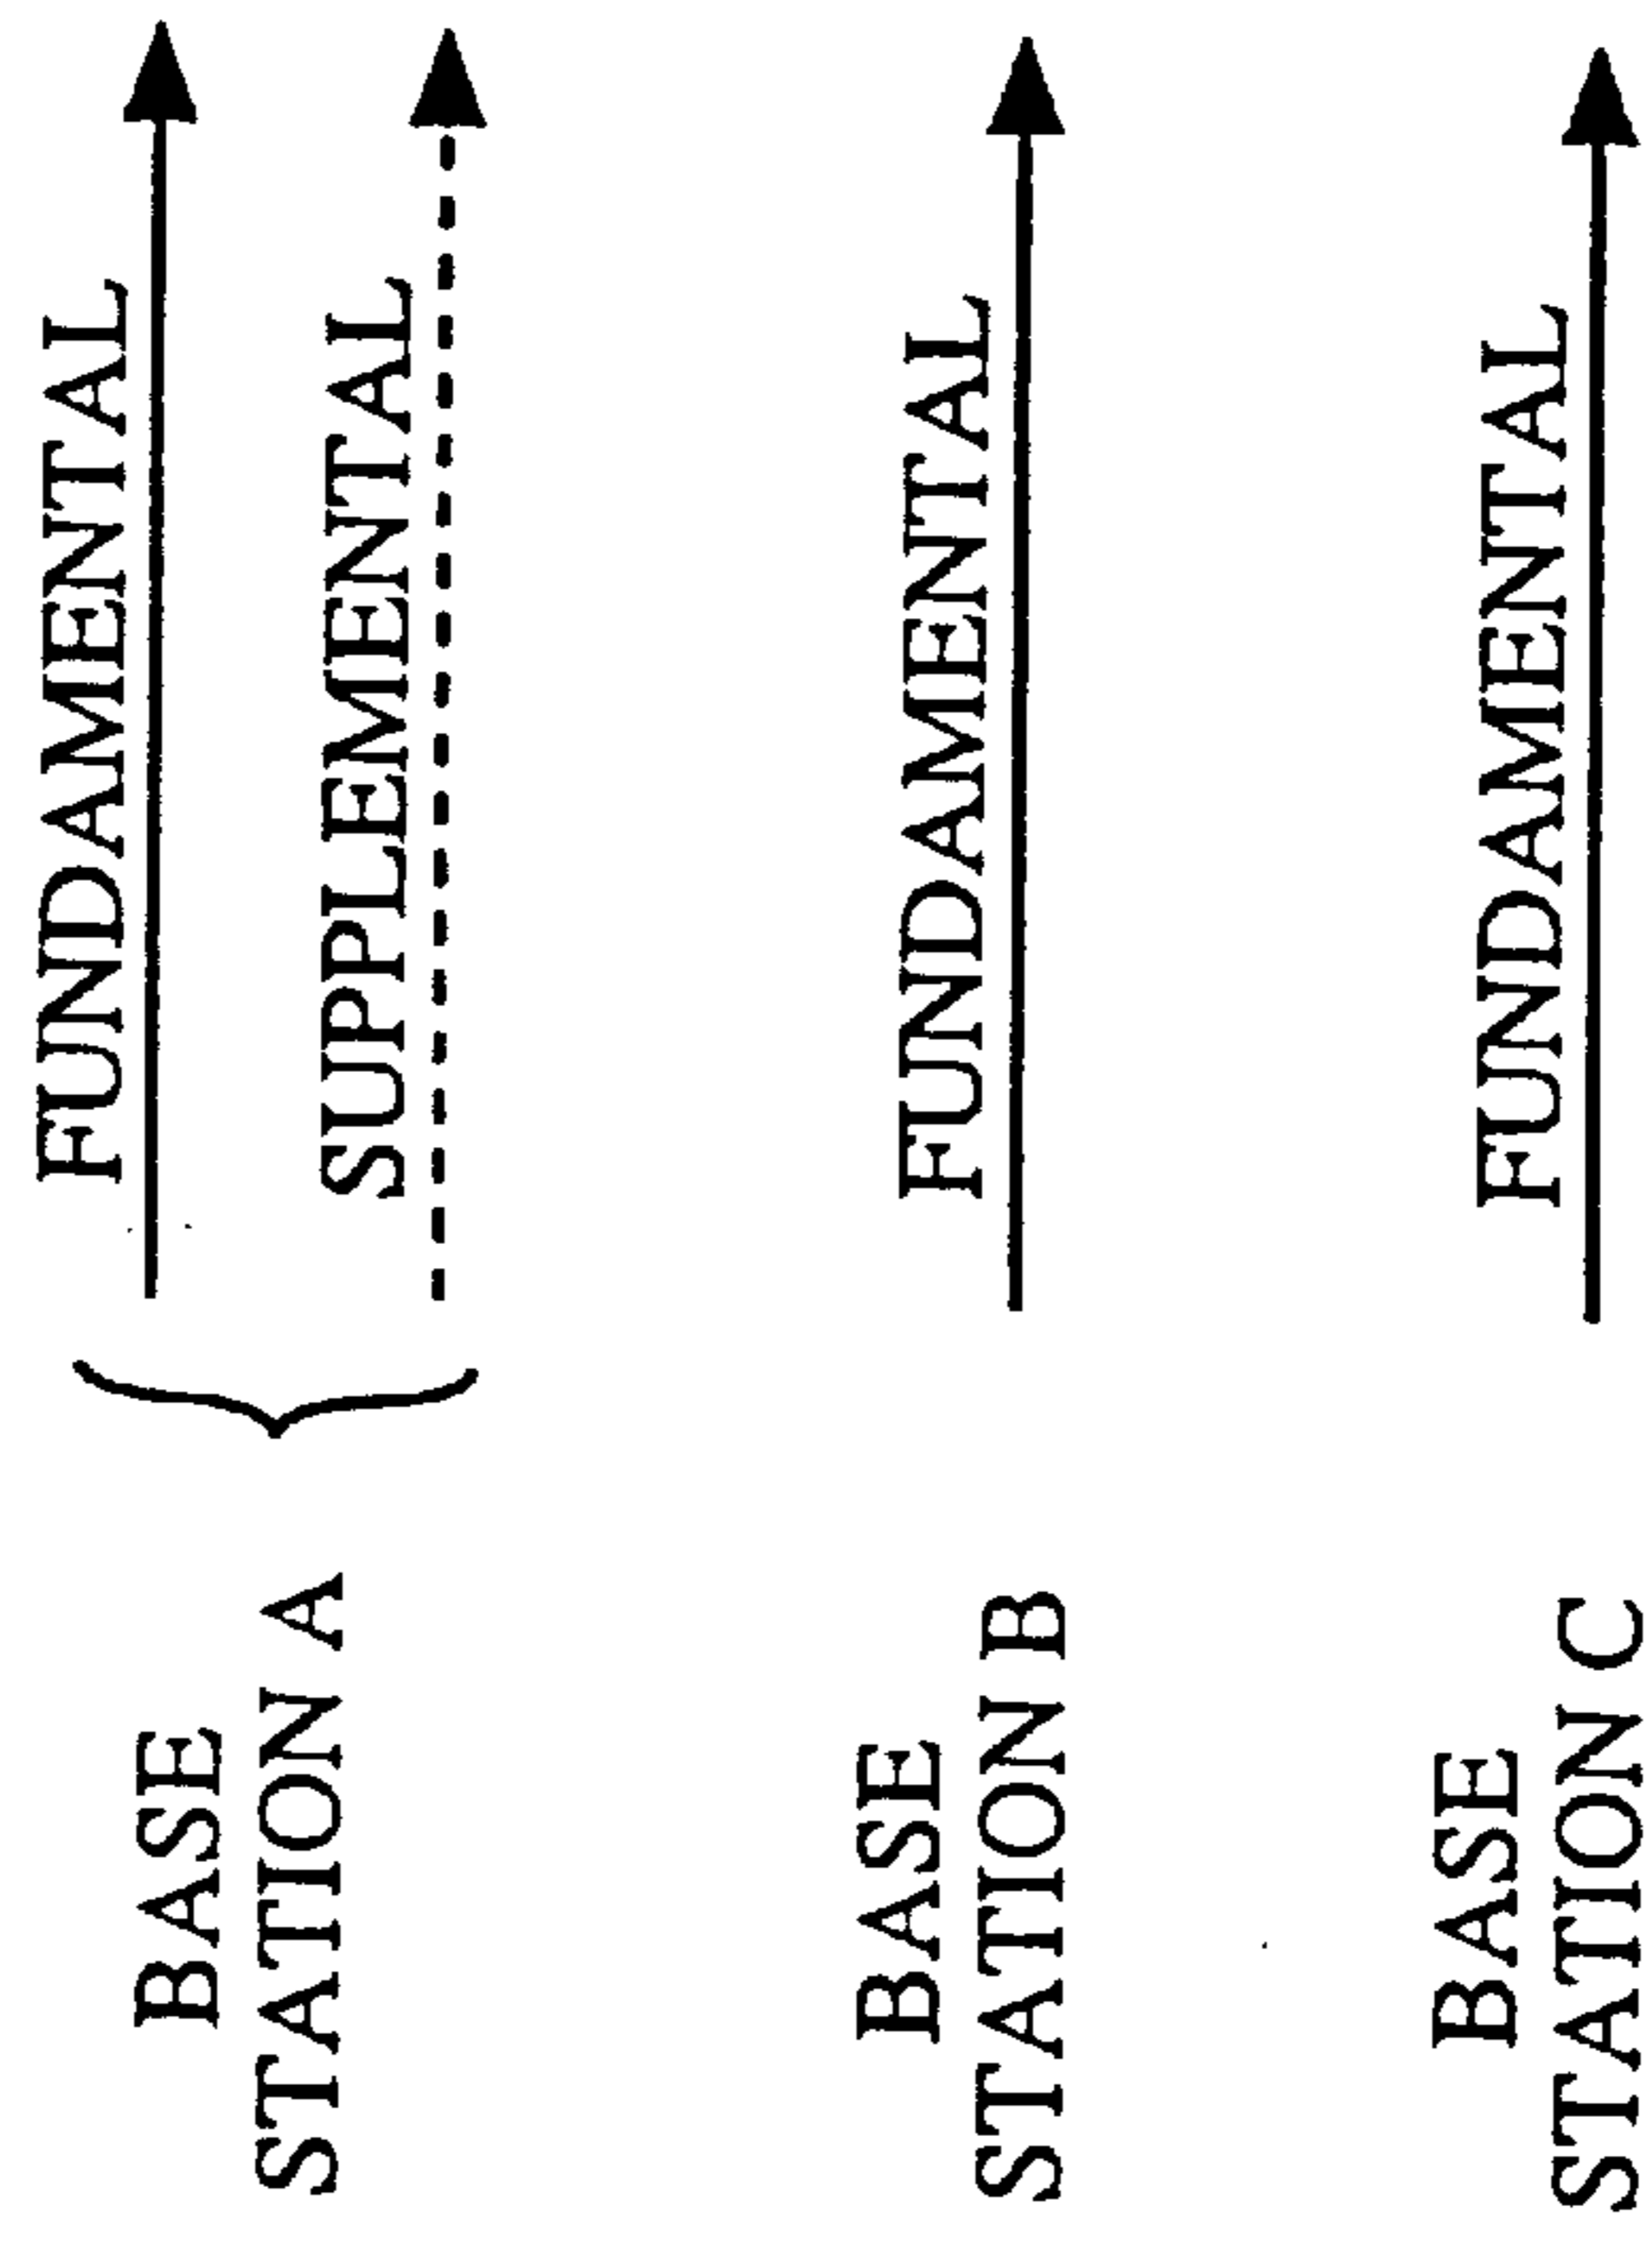 FUNDAMENTAL
BASE
STATION A
SUPPLEMENTAL
BASE
STATION B
FUNDAMENTAL
BASE
STATION C
FUNDAMENTAL